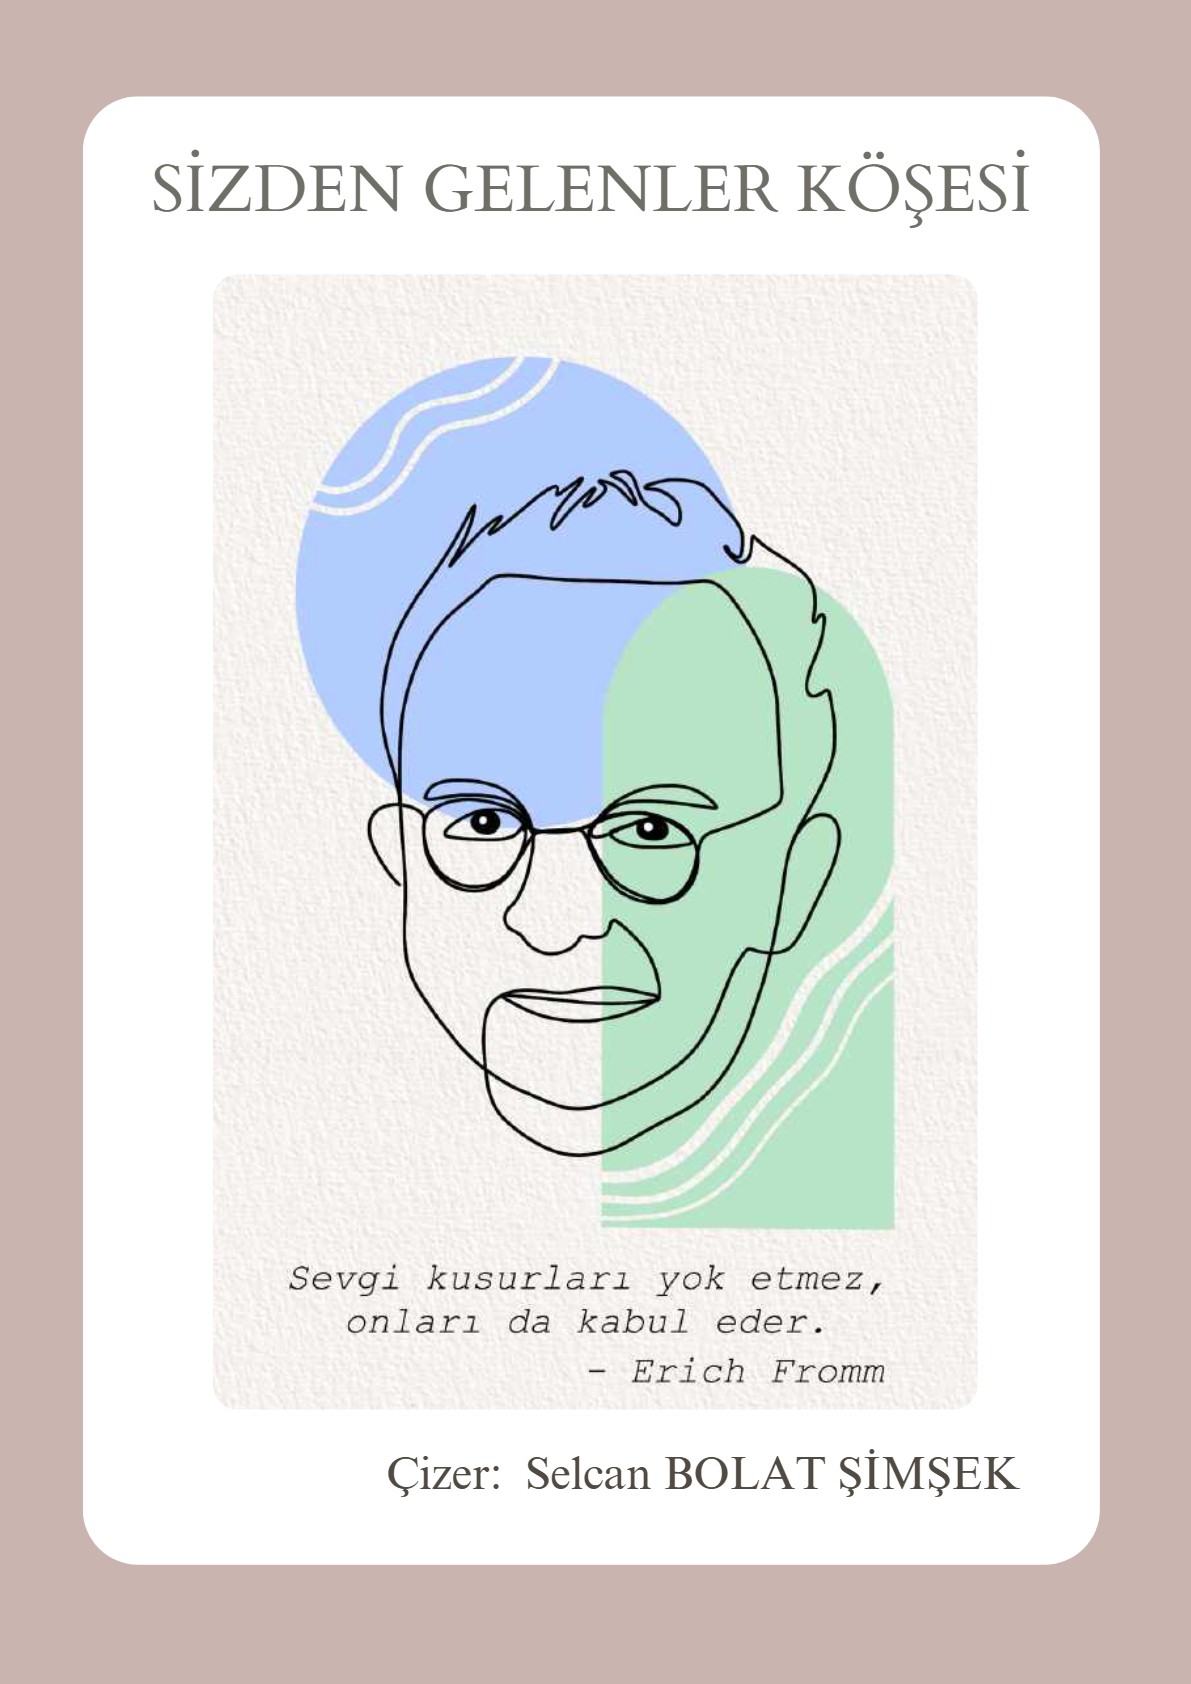 SİZDEN GELENLER KÖŞESİ
Sevgi kusurları yok etmez,
onları da kabul eder.
- Erich Fromm
Çizer: Selcan BOLAT ŞİMŞEK